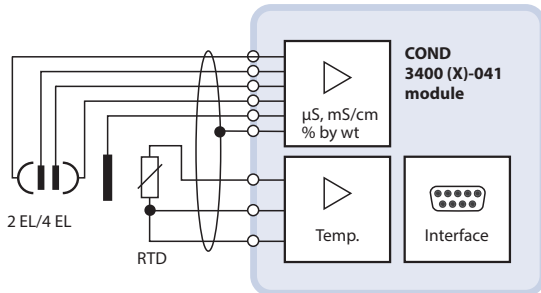 COND
3400 (X)-041
module
µS, mS/cm
% by wt
2 EL/4 EL
RTD
Temp.
Interface